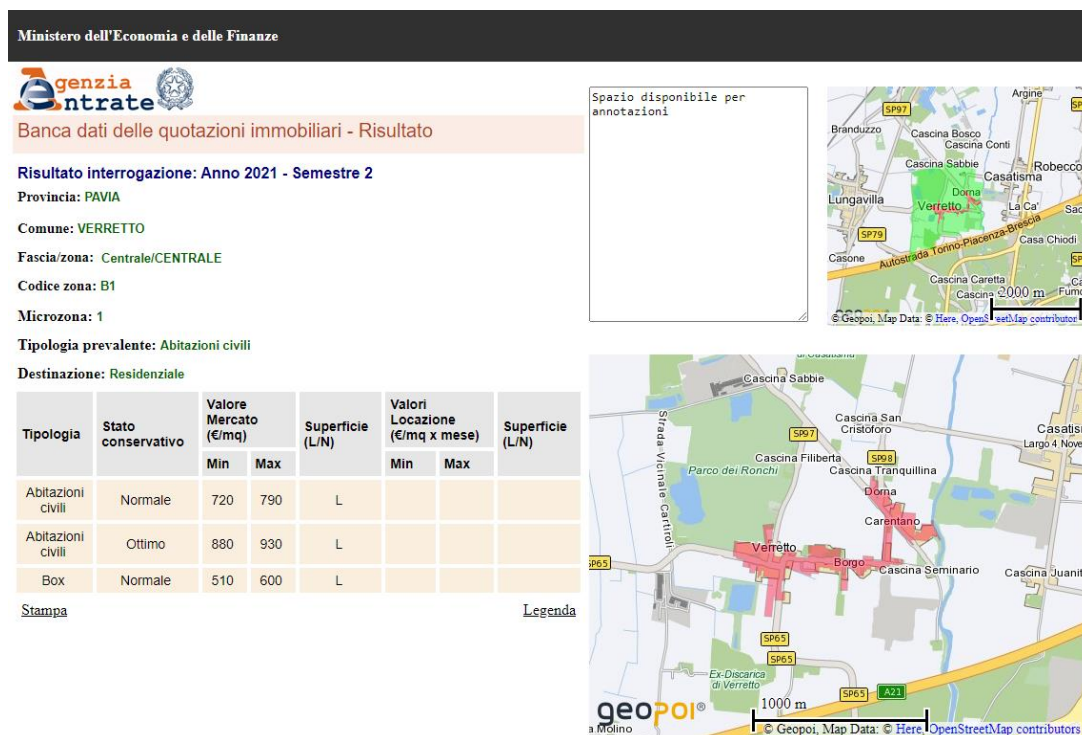 Ministero dell'Economia e delle Finanze
Agenzia
Entrate
Banca dati delle quotazioni immobiliari - Risultato
Risultato interrogazione: Anno 2021 - Semestre 2
Provincia: PAVIA
Comune: VERRETTO
Fascia/zona: Centrale/CENTRALE
Codice zona: B1
Microzona: 1
Tipologia prevalente: Abitazioni civili
Destinazione: Residenziale
Tipologia Stato conservativo Valore Mercato (€/mq) Superficie (L/N) Valori Locazione (€/mq x mese) Superficie (L/N)
Min Max Min Max
Abitazioni civili Normale 720 790 L
Abitazioni civili Ottimo 880 930 L
Box Normale 510 600 L
Stampa Legenda
Spazio disponibile per
annotazioni
Argine
SP97
Branduzzo
Cascina Bosco
Cascina Conti
Cascina Sabbie
Robecco
Casatisma
Lungavilla
Dorna
Verretto
La Ca'
SP79
Autostrada Torino-Piacenza-Brescia
Casa Chiodi
Casone
Cascina Caretta
Cascina
2000 m
© Geopoi, Map Data: © Here, OpenStreetMap contributors
Cascina Sabbie
Strada Vicinale Cartiroli
Cascina San
Cristoforo
SP97
Largo 4 Nove
Cascina Filiberta
SP98
Parco dei Ronchi
Cascina Tranquillina
Dorna
Carentano
Verretto
SP65
Borgo
Cascina Seminario
Cascina Juanit
SP65
SP65
Ex-Discarica
di Verretto
SP65
A21
1000 m
geopoi®
a Molino
© Geopoi, Map Data: © Here, OpenStreetMap contributors